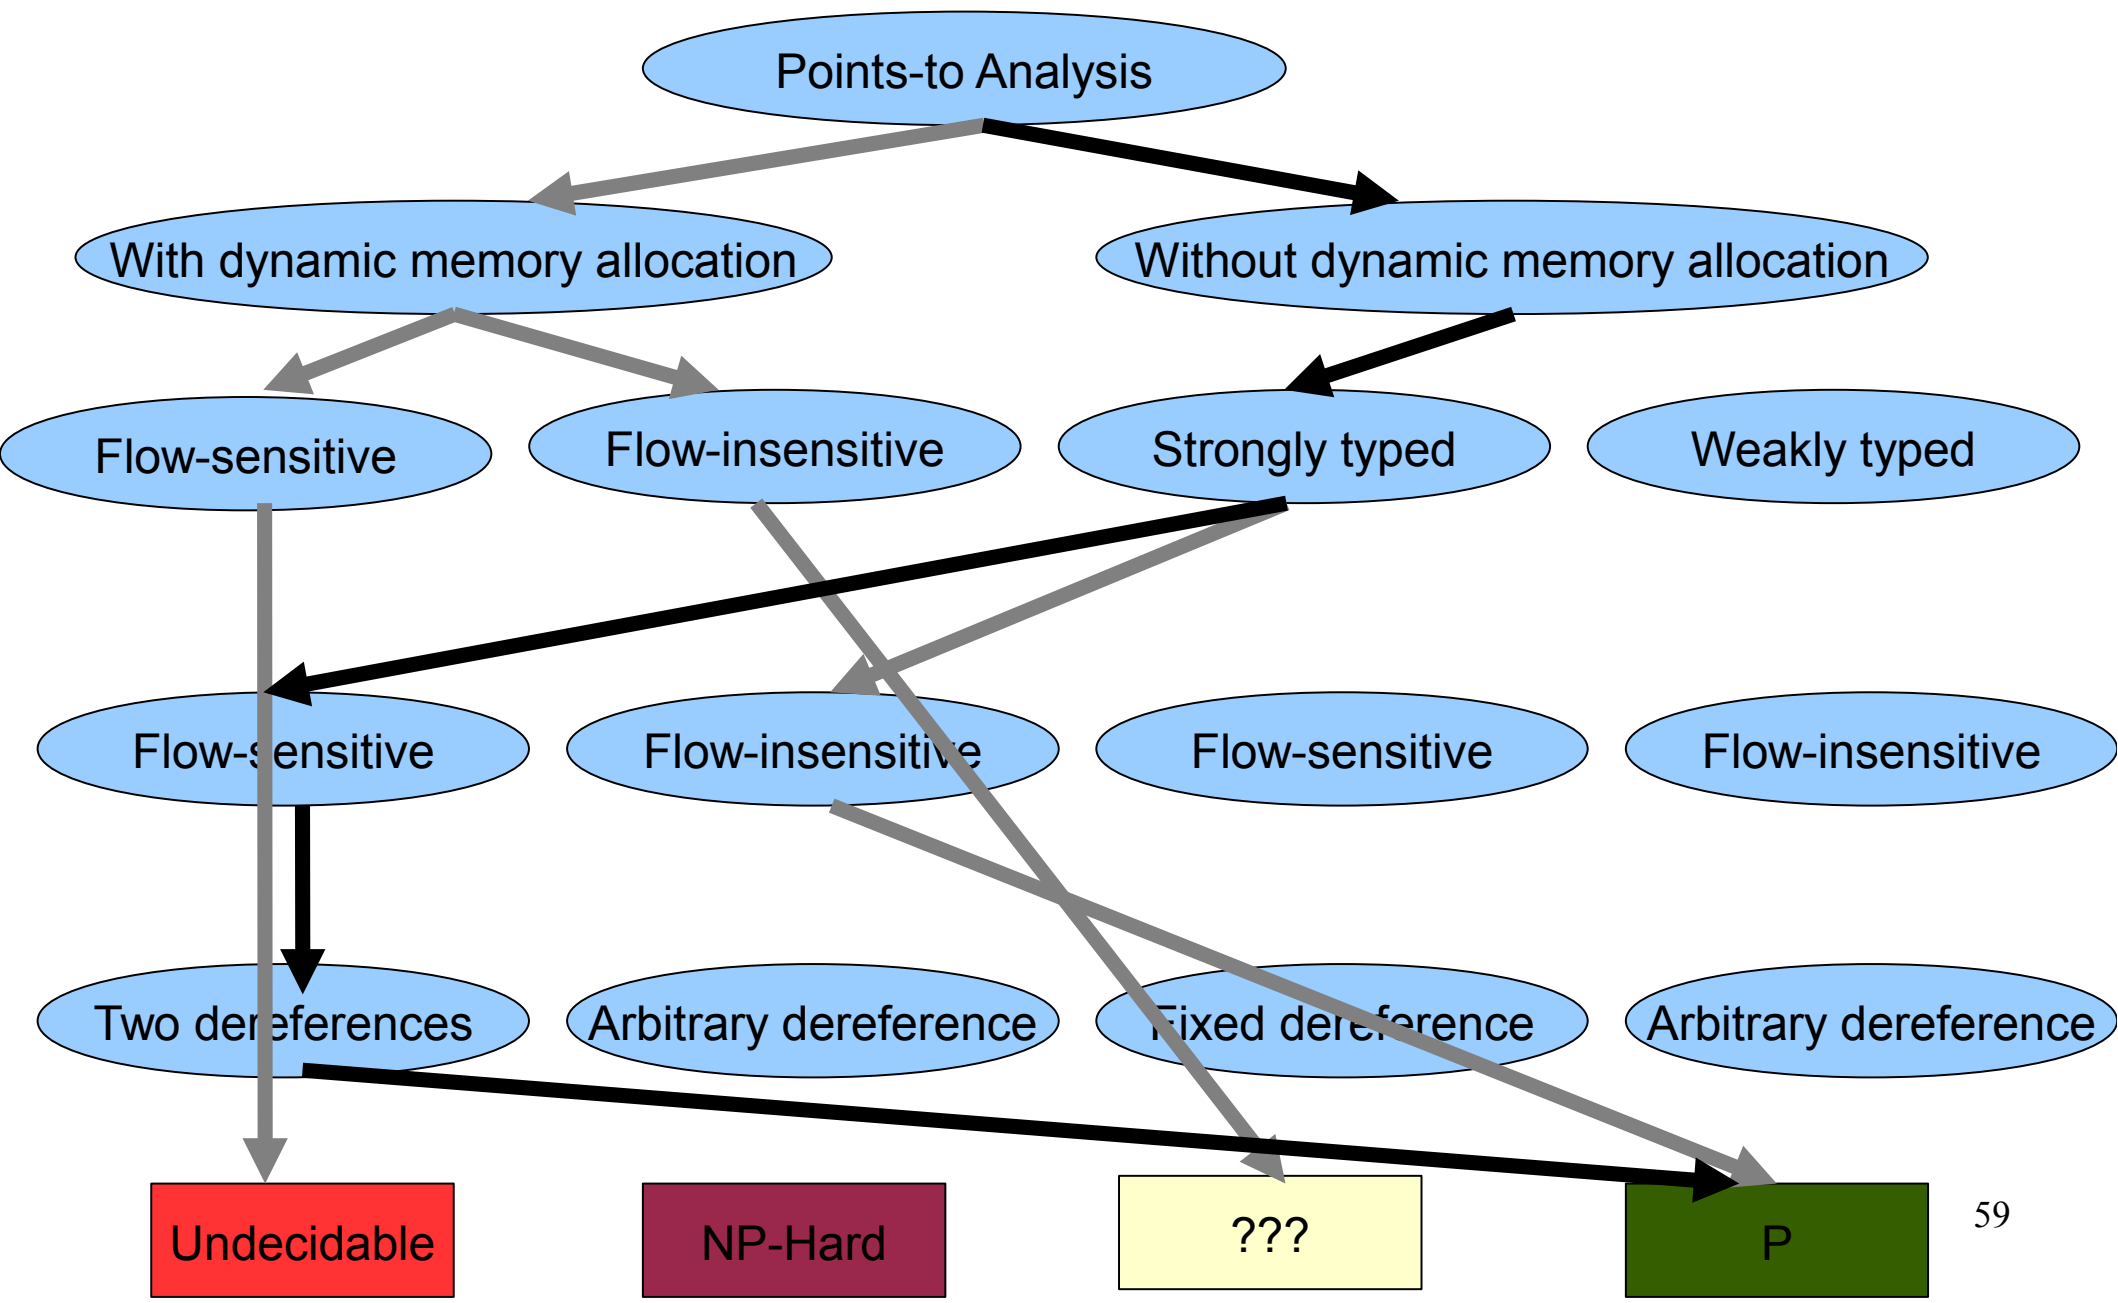 Points-to Analysis
With dynamic memory allocation
Without dynamic memory allocation
Flow-sensitive
Flow-insensitive
Strongly typed
Weakly typed
Flow-sensitive
Flow-insensitive
Flow-sensitive
Flow-insensitive
Two dereferences
Arbitrary dereference
Fixed dereference
Arbitrary dereference
Undecidable
NP-Hard
???
P
59